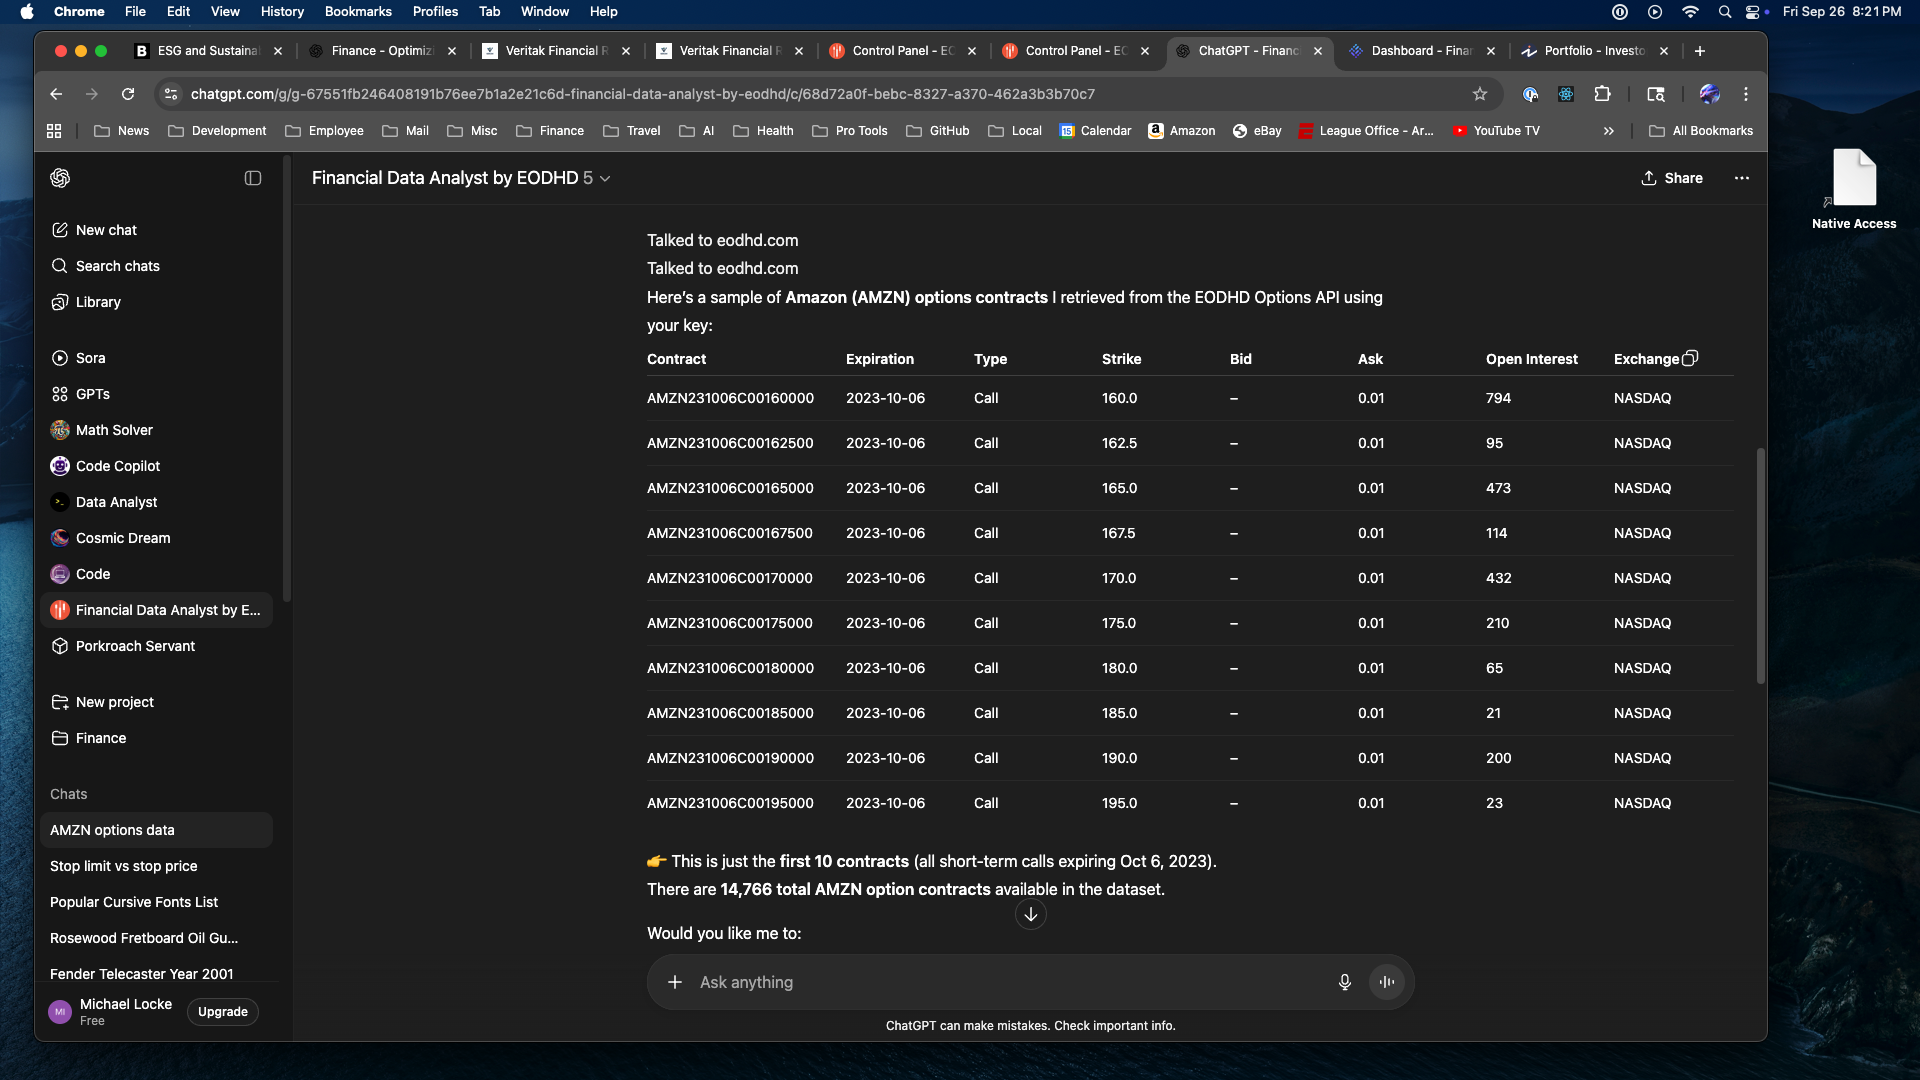 Chrome File Edit View History Bookmarks Profiles Tab Window Help Fri Sep 26 8:21 PM
ESG and Sustaina Finance - Optimiz Veritak Financial R Veritak Financial R Control Panel - EO Control Panel - EO ChatGPT - Financ Dashboard - Finan Portfolio - Investo
chatgpt.com/g/g-67551fb246408191b76ee7b1a2e21c6d-financial-data-analyst-by-eodhd/c/68d72a0f-bebc-8327-a370-462a3b3b70c7
News Development Employee Mail Misc Finance Travel AI Health Pro Tools GitHub Local Calendar Amazon eBay League Office - Ar... YouTube TV » All Bookmarks
Native Access
New chat
Search chats
Library
Sora
GPTs
Math Solver
Code Copilot
Data Analyst
Cosmic Dream
Code
Financial Data Analyst by E...
Porkroach Servant
New project
Finance
Chats
AMZN options data
Stop limit vs stop price
Popular Cursive Fonts List
Rosewood Fretboard Oil Gu...
Fender Telecaster Year 2001
MI
Michael Locke
Free
Upgrade
Financial Data Analyst by EODHD 5
Share
Talked to eodhd.com
Talked to eodhd.com
Here's a sample of Amazon (AMZN) options contracts I retrieved from the EODHD Options API using
your key:
Contract Expiration Type Strike Bid Ask Open Interest Exchange
AMZN231006C00160000 2023-10-06 Call 160.0 – 0.01 794 NASDAQ
AMZN231006C00162500 2023-10-06 Call 162.5 – 0.01 95 NASDAQ
AMZN231006C00165000 2023-10-06 Call 165.0 – 0.01 473 NASDAQ
AMZN231006C00167500 2023-10-06 Call 167.5 – 0.01 114 NASDAQ
AMZN231006C00170000 2023-10-06 Call 170.0 – 0.01 432 NASDAQ
AMZN231006C00175000 2023-10-06 Call 175.0 – 0.01 210 NASDAQ
AMZN231006C00180000 2023-10-06 Call 180.0 – 0.01 65 NASDAQ
AMZN231006C00185000 2023-10-06 Call 185.0 – 0.01 21 NASDAQ
AMZN231006C00190000 2023-10-06 Call 190.0 – 0.01 200 NASDAQ
AMZN231006C00195000 2023-10-06 Call 195.0 – 0.01 23 NASDAQ
👉 This is just the first 10 contracts (all short-term calls expiring Oct 6, 2023).
There are 14,766 total AMZN option contracts available in the dataset.
Would you like me to:
Ask anything
ChatGPT can make mistakes. Check important info.